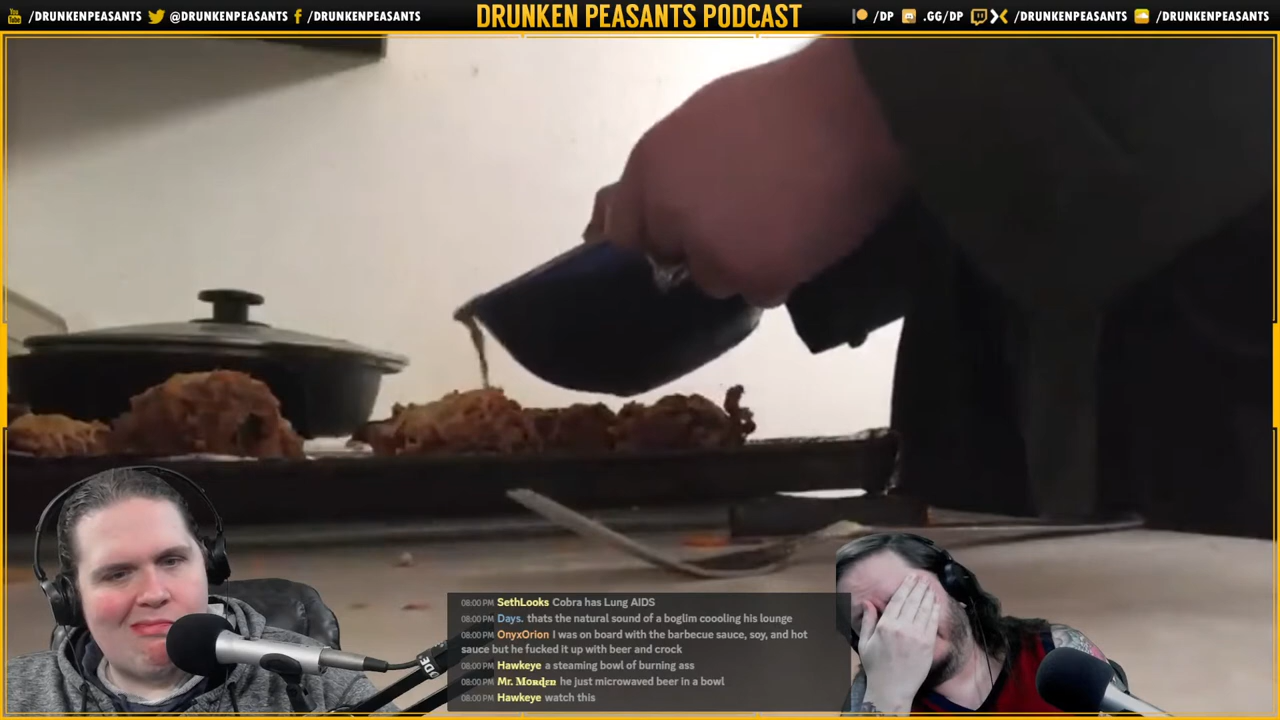 You Tube /DRUNKENPEASANTS @DRUNKENPEASANTS /DRUNKENPEASANTS DRUNKEN PEASANTS PODCAST /DP .GG/DP /DRUNKENPEASANTS /DRUNKENPEASANTS
08:00 PM SethLooks Cobra has Lung AIDS
08:00 PM Days. thats the natural sound of a boglim coooling his lounge
08:00 PM OnyxOrion I was on board with the barbecue sauce, soy, and hot
sauce but he fucked it up with beer and crock
08:00 PM Hawkeye a steaming bowl of burning ass
08:00 PM Mr. Morden he just microwaved beer in a bowl
08:00 PM Hawkeye watch this